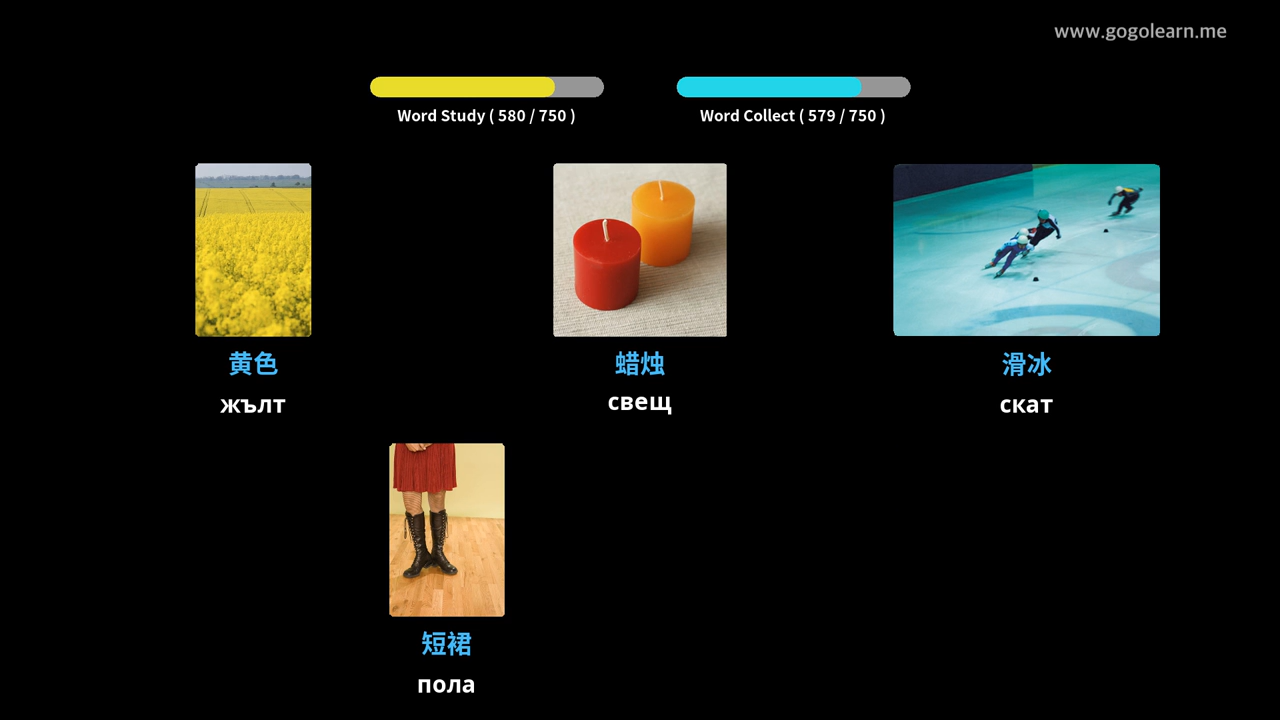 www.gogolearn.me
Word Study ( 580 / 750 )
Word Collect ( 579 / 750 )
黄色
жълт
蜡烛
свещ
滑冰
скат
短裙
пола